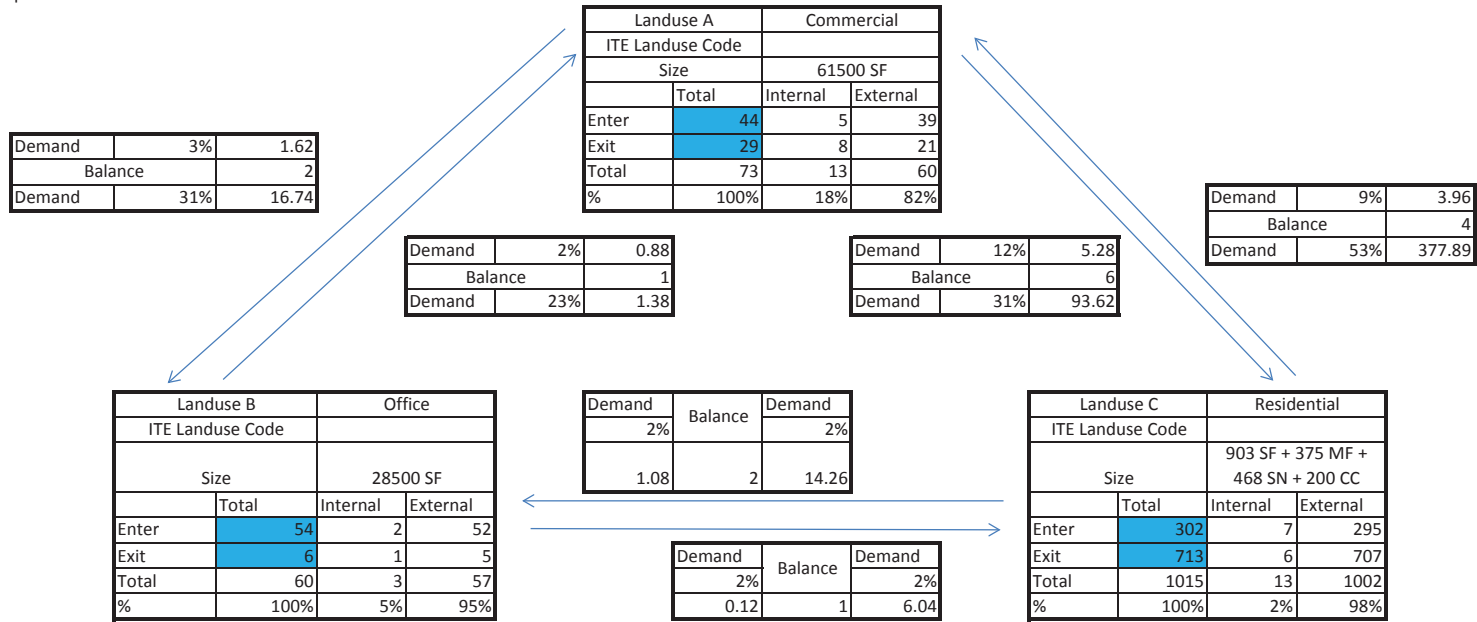 Landuse A Commercial
ITE Landuse Code
Size 61500 SF
Total Internal External
Enter 44 5 39
Exit 29 8 21
Total 73 13 60
% 100% 18% 82%
Demand 3% 1.62
Balance 2
Demand 31% 16.74
Demand 9% 3.96
Balance 4
Demand 53% 377.89
Demand 2% 0.88
Balance 1
Demand 23% 1.38
Demand 12% 5.28
Balance 6
Demand 31% 93.62
Landuse B Office
ITE Landuse Code
Size 28500 SF
Total Internal External
Enter 54 2 52
Exit 6 1 5
Total 60 3 57
% 100% 5% 95%
Demand Balance Demand
2% 2%
1.08 2 14.26
Demand Balance Demand
2% 2%
0.12 1 6.04
Landuse C Residential
ITE Landuse Code
903 SF + 375 MF +
Size 468 SN + 200 CC
Total Internal External
Enter 302 7 295
Exit 713 6 707
Total 1015 13 1002
% 100% 2% 98%